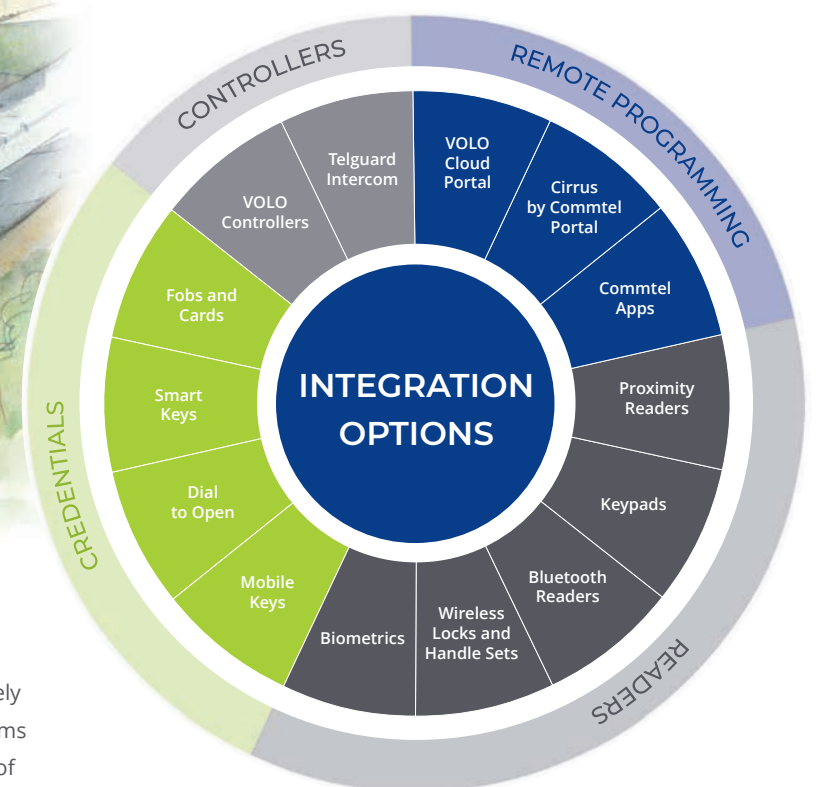 CONTROLLERS
REMOTE PROGRAMMING
READERS
CREDENTIALS
INTEGRATION
OPTIONS
VOLO
Cloud
Portal
Cirrus
by Commtel
Portal
Commtel
Apps
Proximity
Readers
Keypads
Bluetooth
Readers
Wireless
Locks and
Handle Sets
Biometrics
Mobile
Keys
Dial
to Open
Smart
Keys
Fobs and
Cards
VOLO
Controllers
Telguard
Intercom
of